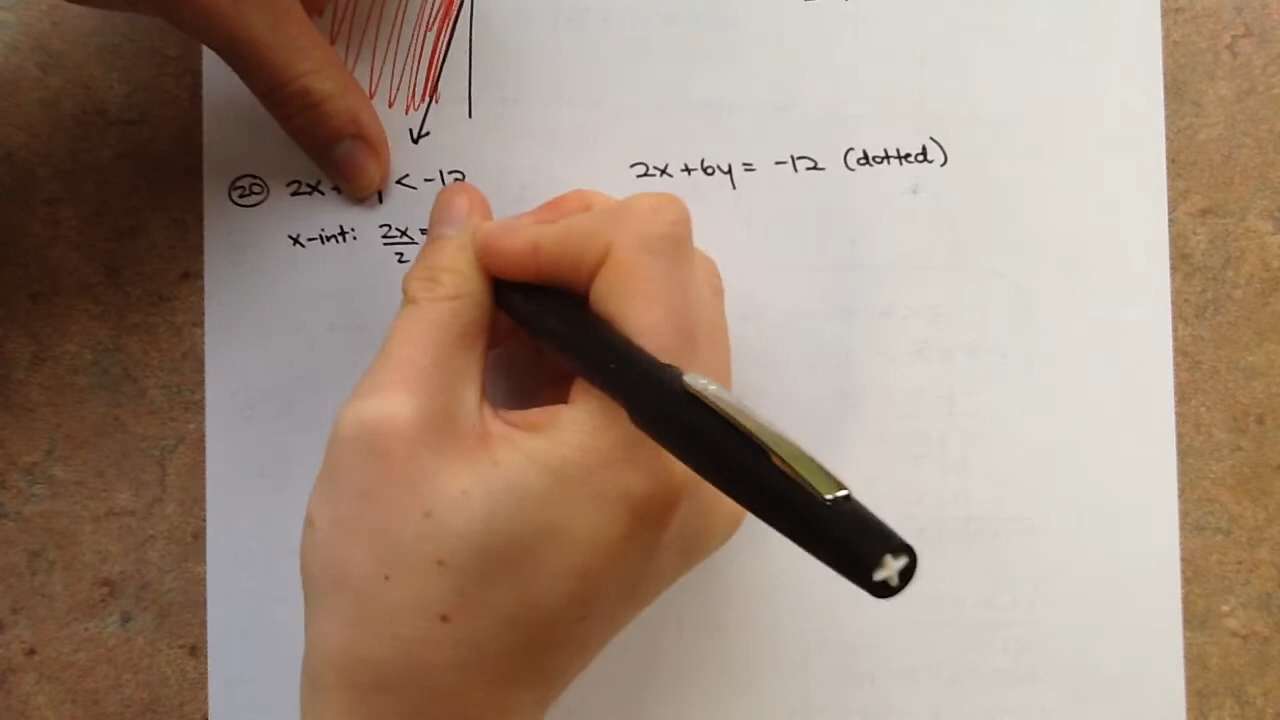 20 2x + y < -12
2x+6y = -12 (dotted)
x-int: 2x =
2